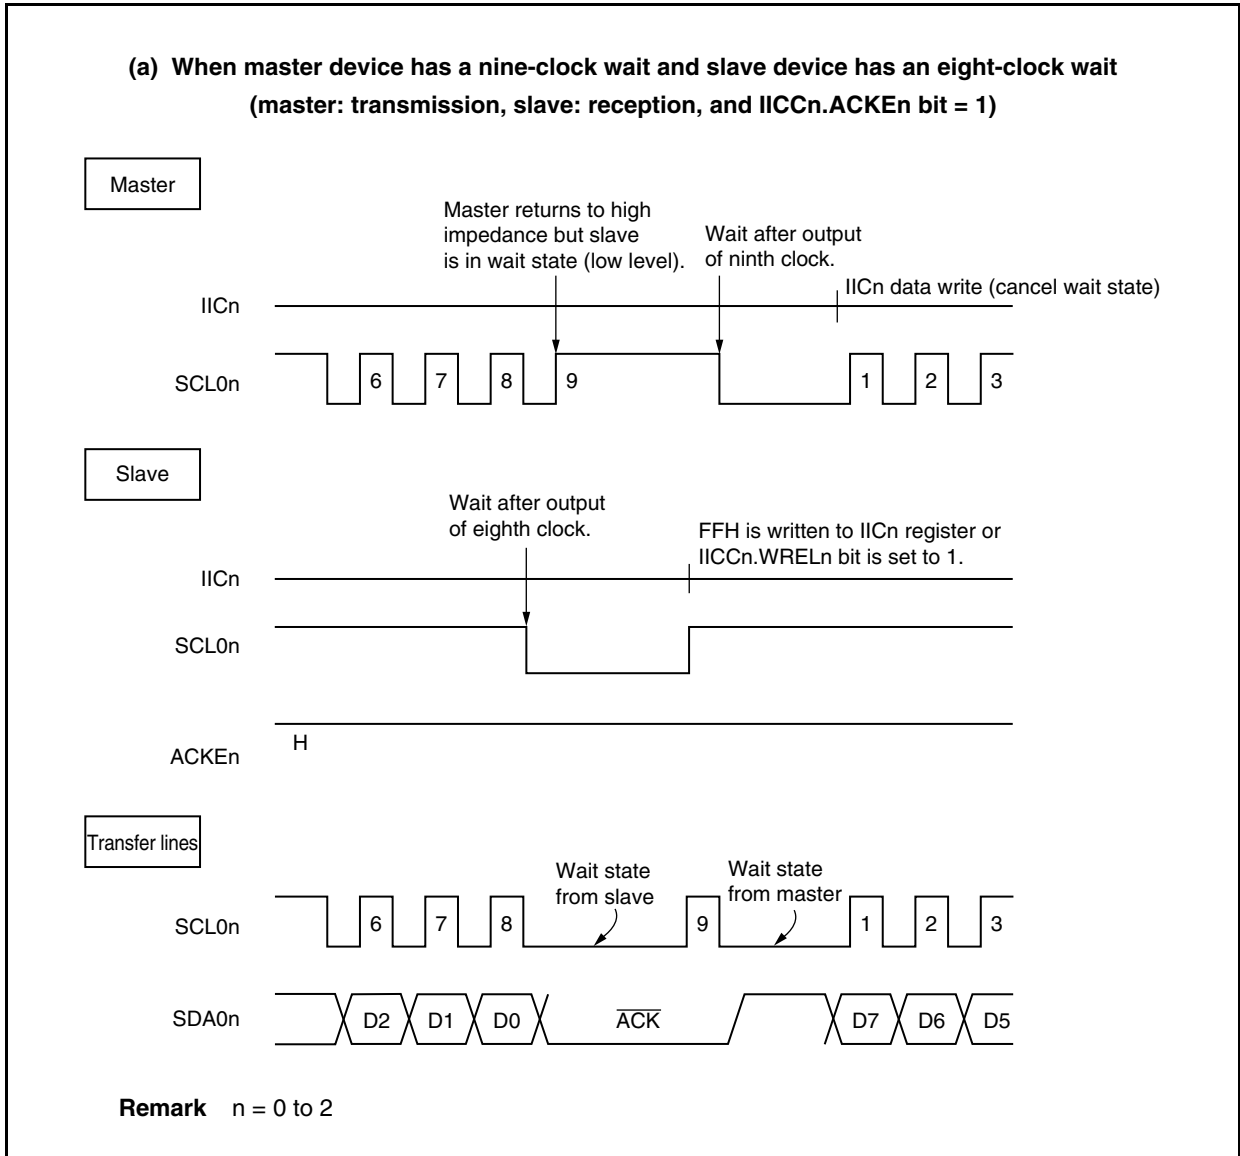 (a) When master device has a nine-clock wait and slave device has an eight-clock wait
(master: transmission, slave: reception, and IICCn.ACKEn bit = 1)
Master
Master returns to high
impedance but slave
is in wait state (low level).
Wait after output
of ninth clock.
IICn data write (cancel wait state)
IICn
SCL0n
6 7 8 9 1 2 3
Slave
Wait after output
of eighth clock.
FFH is written to IICn register or
IICCn.WRELn bit is set to 1.
IICn
SCL0n
H
ACKEn
Transfer lines
Wait state
from slave
Wait state
from master
SCL0n
6 7 8 9 1 2 3
SDA0n
D2 D1 D0 ACK D7 D6 D5
Remark n = 0 to 2